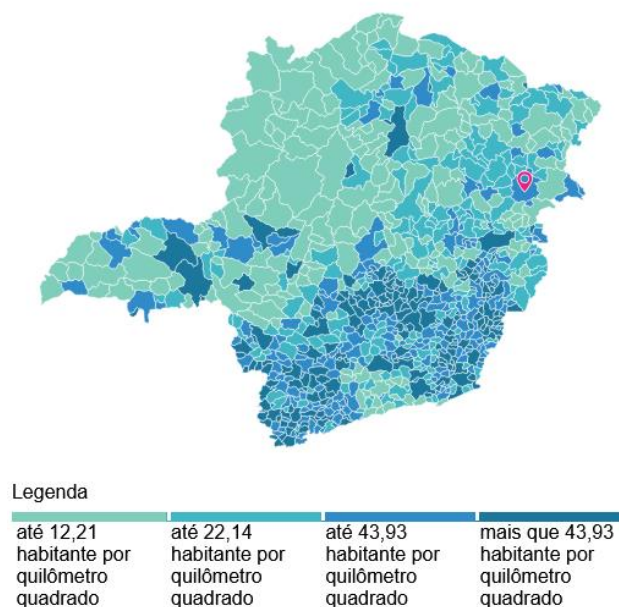 Legenda
até 12,21 habitante por quilômetro quadrado
até 22,14 habitante por quilômetro quadrado
até 43,93 habitante por quilômetro quadrado
mais que 43,93 habitante por quilômetro quadrado